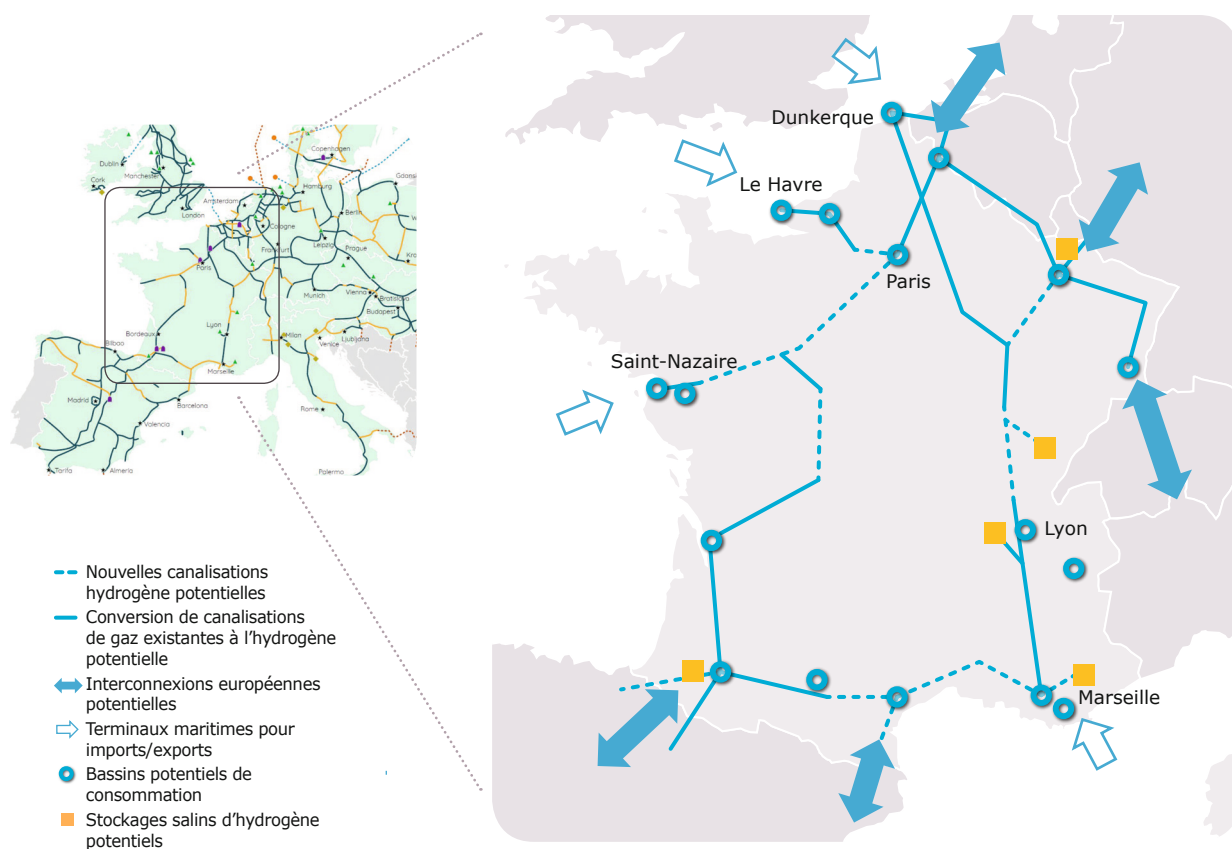 Copenhagen
Dublin
Manchester
Cork
Hamburg
Gdansk
Amsterdam
London
Berlin
Cologne
Leipzig
Frankfurt
Prague
Paris
Munich
Vienna
Bratislava
Budapest
Lyon
Bordeaux
Milan
Venice
Ljubljana
Bilbao
Marseille
Madrid
Barcelona
Rome
Valencia
Tarifa
Almeria
Palermo
Dunkerque
Le Havre
Paris
Saint-Nazaire
Lyon
Marseille
Nouvelles canalisations
hydrogène potentielles
Conversion de canalisations
de gaz existantes à l’hydrogène
potentielle
Interconnexions européennes
potentielles
Terminaux maritimes pour
imports/exports
Bassins potentiels de
consommation
Stockages salins d’hydrogène
potentiels